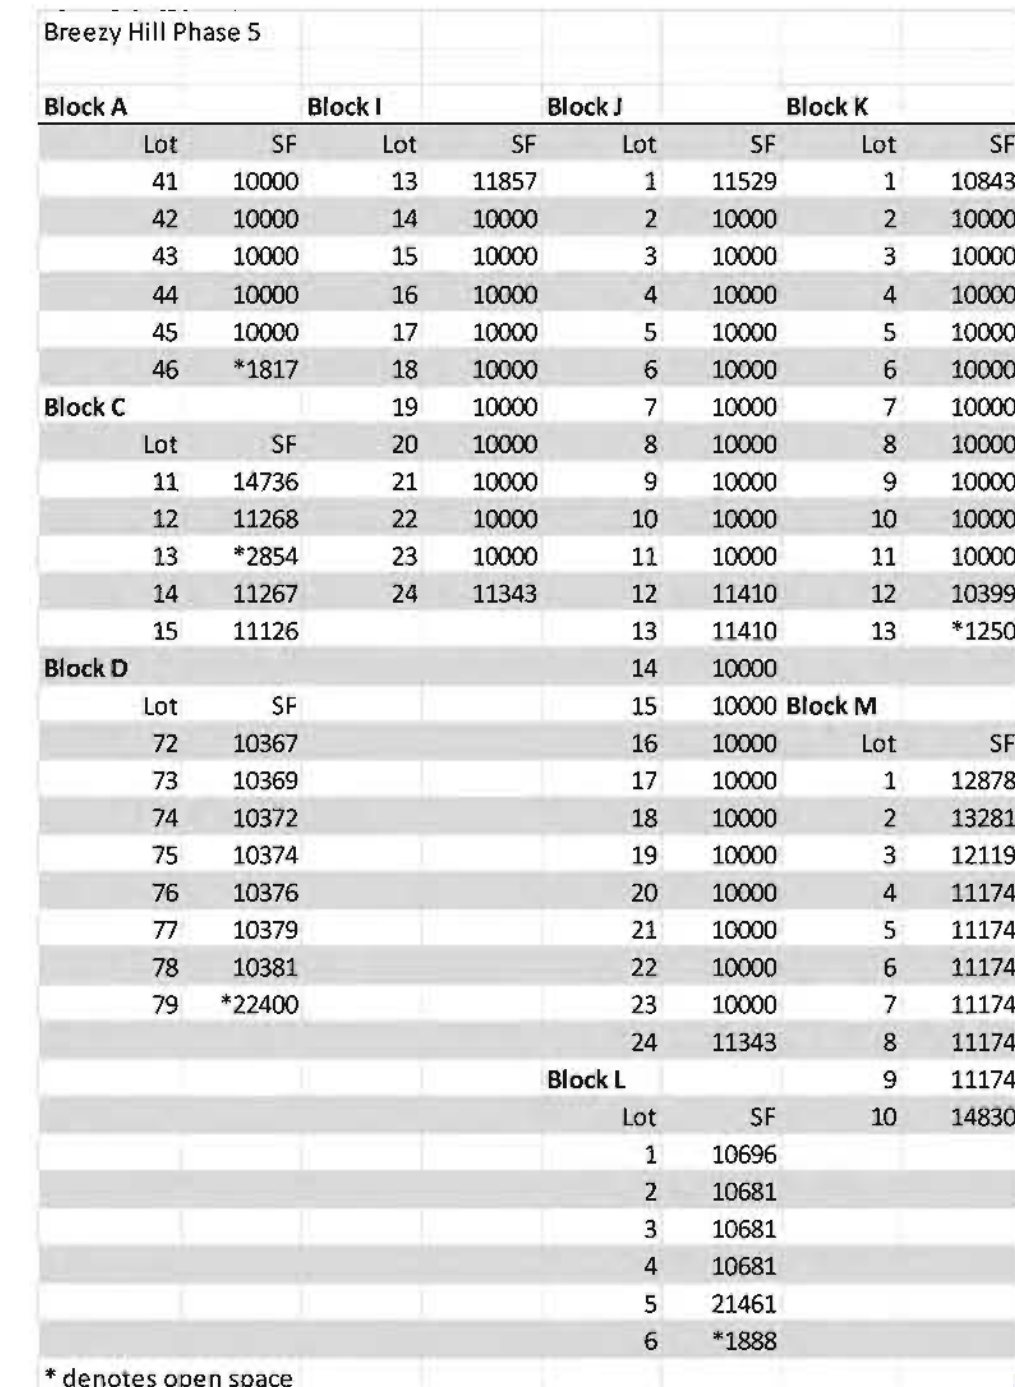 Breezy Hill Phase 5
Block A Block I Block J Block K
Lot SF Lot SF Lot SF Lot SF
41 10000 13 11857 1 11529 1 10843
42 10000 14 10000 2 10000 2 10000
43 10000 15 10000 3 10000 3 10000
44 10000 16 10000 4 10000 4 10000
45 10000 17 10000 5 10000 5 10000
46 *1817 18 10000 6 10000 6 10000
Block C 19 10000 7 10000 7 10000
Lot SF 20 10000 8 10000 8 10000
11 14736 21 10000 9 10000 9 10000
12 11268 22 10000 10 10000 10 10000
13 *2854 23 10000 11 10000 11 10000
14 11267 24 11343 12 11410 12 10399
15 11126 13 11410 13 *1250
Block D 14 10000
Lot SF 15 10000 Block M
72 10367 16 10000 Lot SF
73 10369 17 10000 1 12878
74 10372 18 10000 2 13281
75 10374 19 10000 3 12119
76 10376 20 10000 4 11174
77 10379 21 10000 5 11174
78 10381 22 10000 6 11174
79 *22400 23 10000 7 11174
24 11343 8 11174
Block L 9 11174
Lot SF 10 14830
1 10696
2 10681
3 10681
4 10681
5 21461
6 *1888
* denotes open space